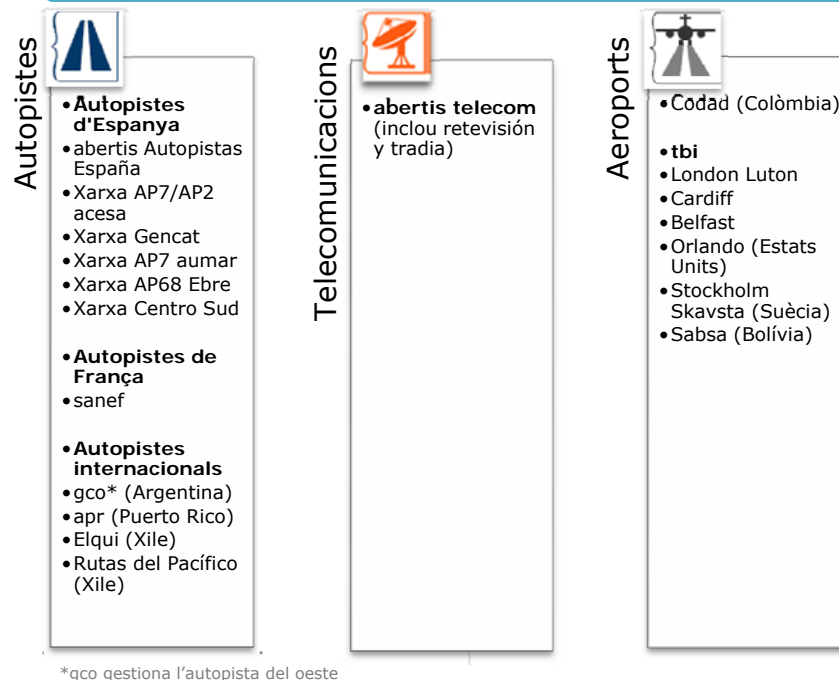 Autopistes
• Autopistes
d'Espanya
• abertis Autopistas
España
• Xarxa AP7/AP2
acesa
• Xarxa Gencat
• Xarxa AP7 aumar
• Xarxa AP68 Ebre
• Xarxa Centro Sud
• Autopistes de
França
• sanef
• Autopistes
internacionals
• gco* (Argentina)
• apr (Puerto Rico)
• Elqui (Xile)
• Rutas del Pacífico
(Xile)
*gco gestiona l'autopista del oeste
Telecomunicacions
• abertis telecom
(inclou retevisión
y tradia)
Aeroports
• Codad (Colòmbia)
• tbi
• London Luton
• Cardiff
• Belfast
• Orlando (Estats
Units)
• Stockholm
Skavsta (Suècia)
• Sabsa (Bolívia)